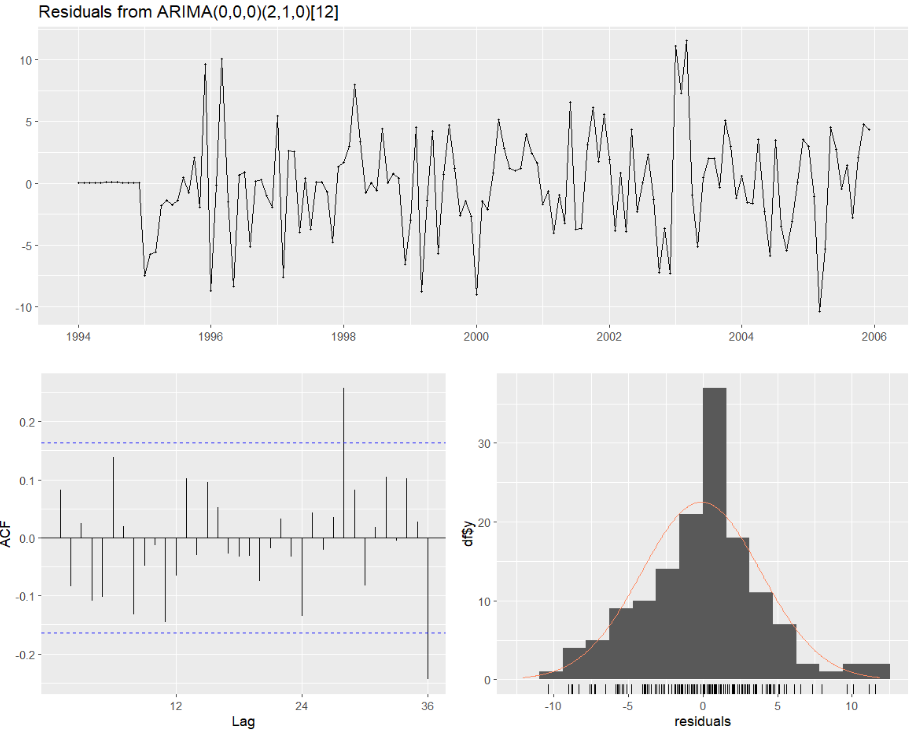 Residuals from ARIMA(0,0,0)(2,1,0)[12]
10
5
0
-5
-10
1994 1996 1998 2000 2002 2004 2006
0.2
0.1
0.0
-0.1
-0.2
ACF
12 24 36
Lag
30
20
10
0
df$y
-10 -5 0 5 10
residuals